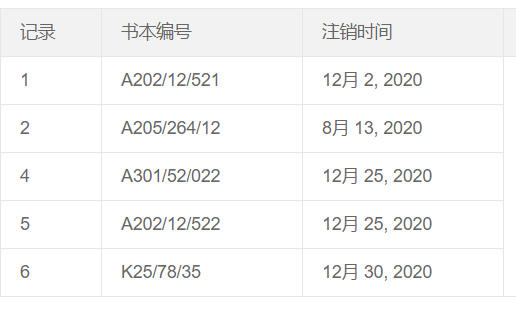 记录 书本编号 注销时间
1 A202/12/521 12月 2, 2020
2 A205/264/12 8月 13, 2020
4 A301/52/022 12月 25, 2020
5 A202/12/522 12月 25, 2020
6 K25/78/35 12月 30, 2020